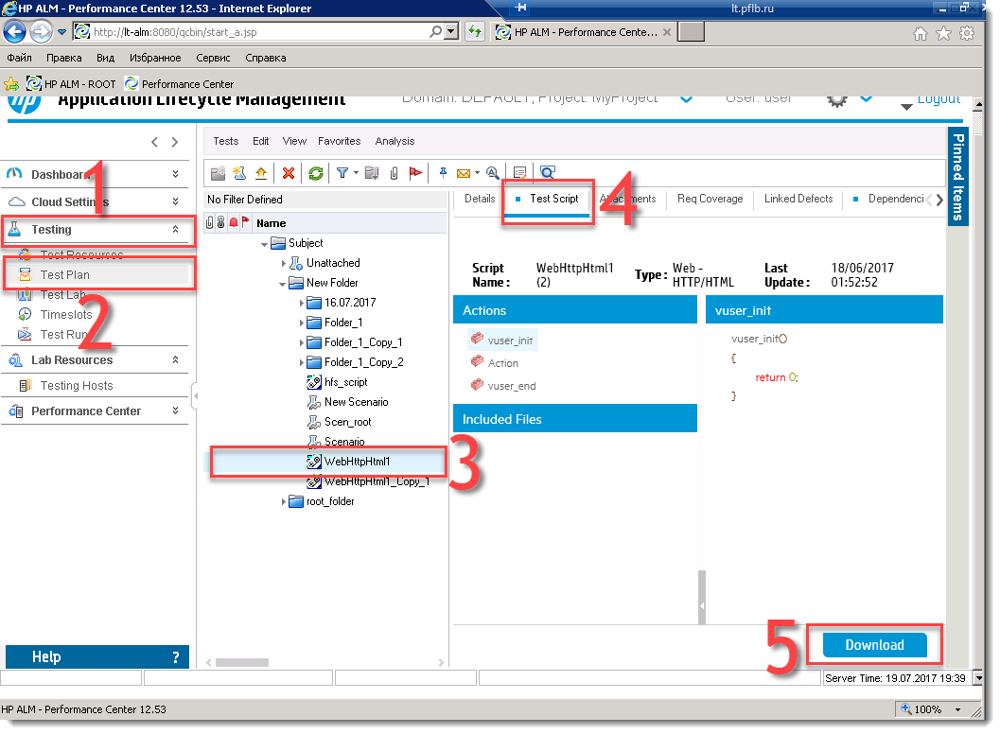 HP ALM - Performance Center 12.53 - Internet Explorer
lt.pflb.ru
http://lt-alm:8080/qcbin/start_a.jsp
HP ALM - Performance Cente...
Файл Правка Вид Избранное Сервис Справка
HP ALM - ROOT Performance Center
hp Application Lifecycle Management Domain: DEFAULT, Project: MyProject User: user Logout
Tests Edit View Favorites Analysis
Pinned Items
Dashboard
1
Cloud Settings
Testing
Test Resources
Test Plan
2
Test Lab
Timeslots
Test Runs
Lab Resources
Testing Hosts
Performance Center
No Filter Defined
Name
Subject
Unattached
New Folder
16.07.2017
Folder_1
Folder_1_Copy_1
Folder_1_Copy_2
hfs_script
New Scenario
Scen_root
Scenario
WebHttpHtml1
3
WebHttpHtml1_Copy_1
root_folder
Details Test Script Attachments Req Coverage Linked Defects Dependenci
4
Script Name: WebHttpHtml1 (2) Type: Web - HTTP/HTML Last Update: 18/06/2017 01:52:52
Actions
vuser_init
Action
vuser_end
Included Files
vuser_init
vuser_init()
{
return 0;
}
5
Download
Help ?
Server Time: 19.07.2017 19:39
HP ALM - Performance Center 12.53
100%